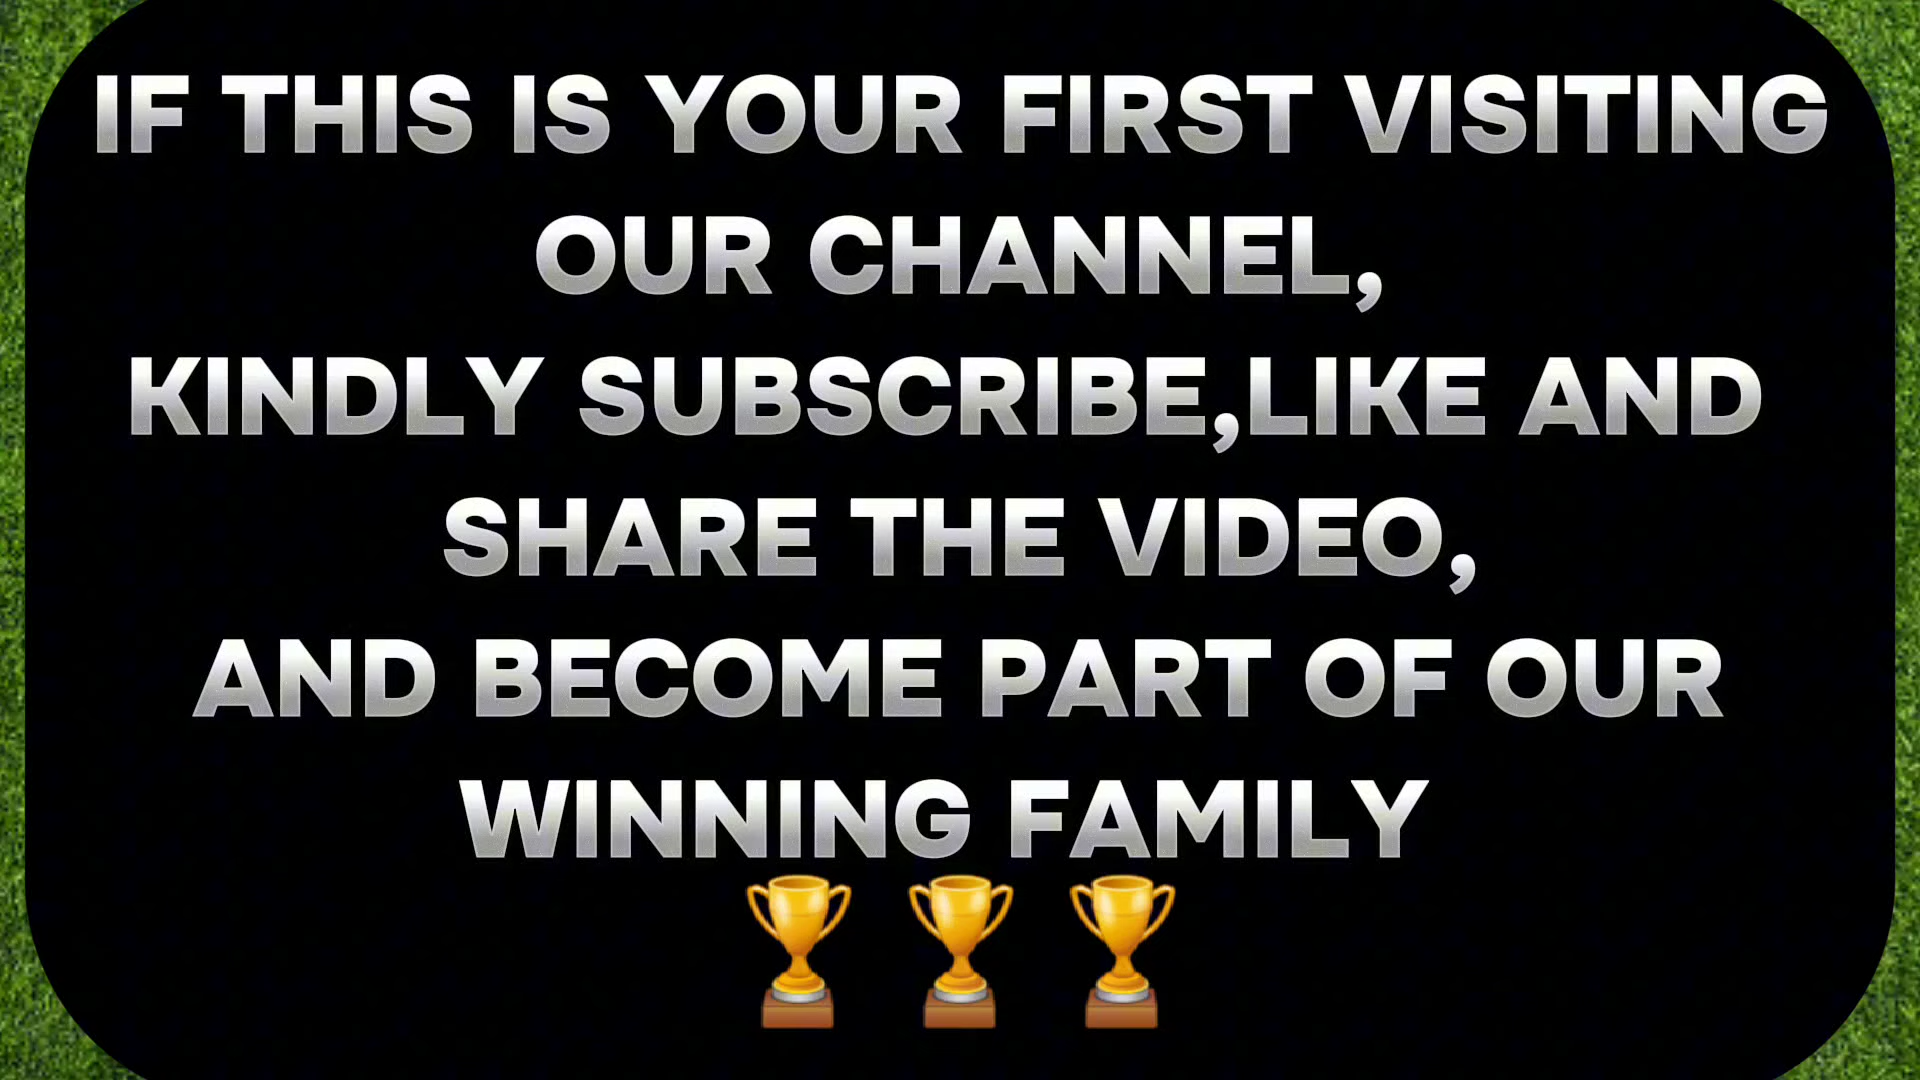 IF THIS IS YOUR FIRST VISITING
OUR CHANNEL,
KINDLY SUBSCRIBE,LIKE AND
SHARE THE VIDEO,
AND BECOME PART OF OUR
WINNING FAMILY
🏆 🏆 🏆